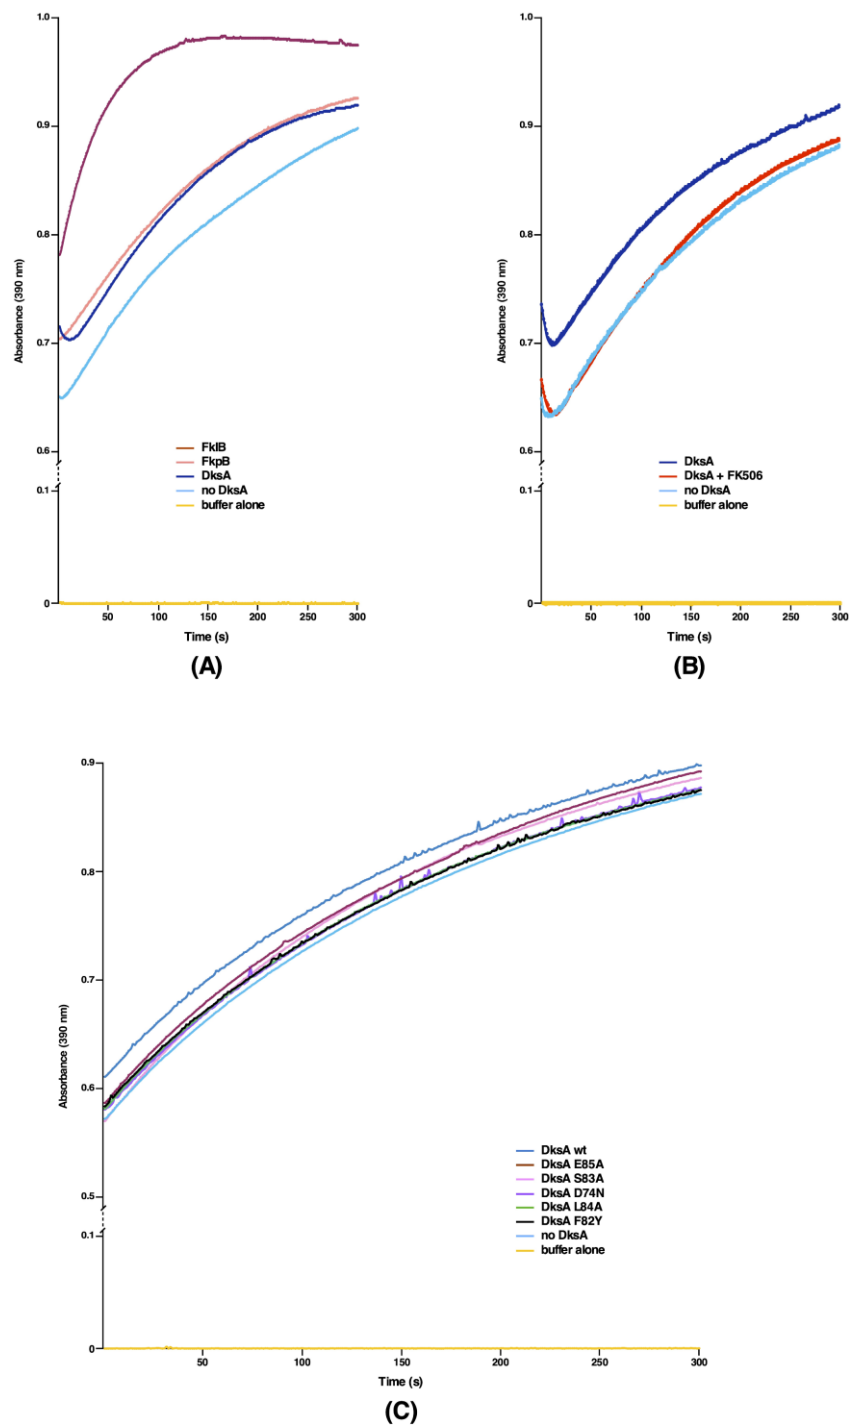 1.0
0.9
0.8
0.7
0.6
0.1
0
Absorbance (390 nm)
FklB
FkpB
DksA
no DksA
buffer alone
50 100 150 200 250 300
Time (s)
(A)
1.0
0.9
0.8
0.7
0.6
0.1
0
Absorbance (390 nm)
DksA
DksA + FK506
no DksA
buffer alone
50 100 150 200 250 300
Time (s)
(B)
0.9
0.8
0.7
0.6
0.5
0.1
0
Absorbance (390 nm)
DksA wt
DksA E85A
DksA S83A
DksA D74N
DksA L84A
DksA F82Y
no DksA
buffer alone
50 100 150 200 250 300
Time (s)
(C)